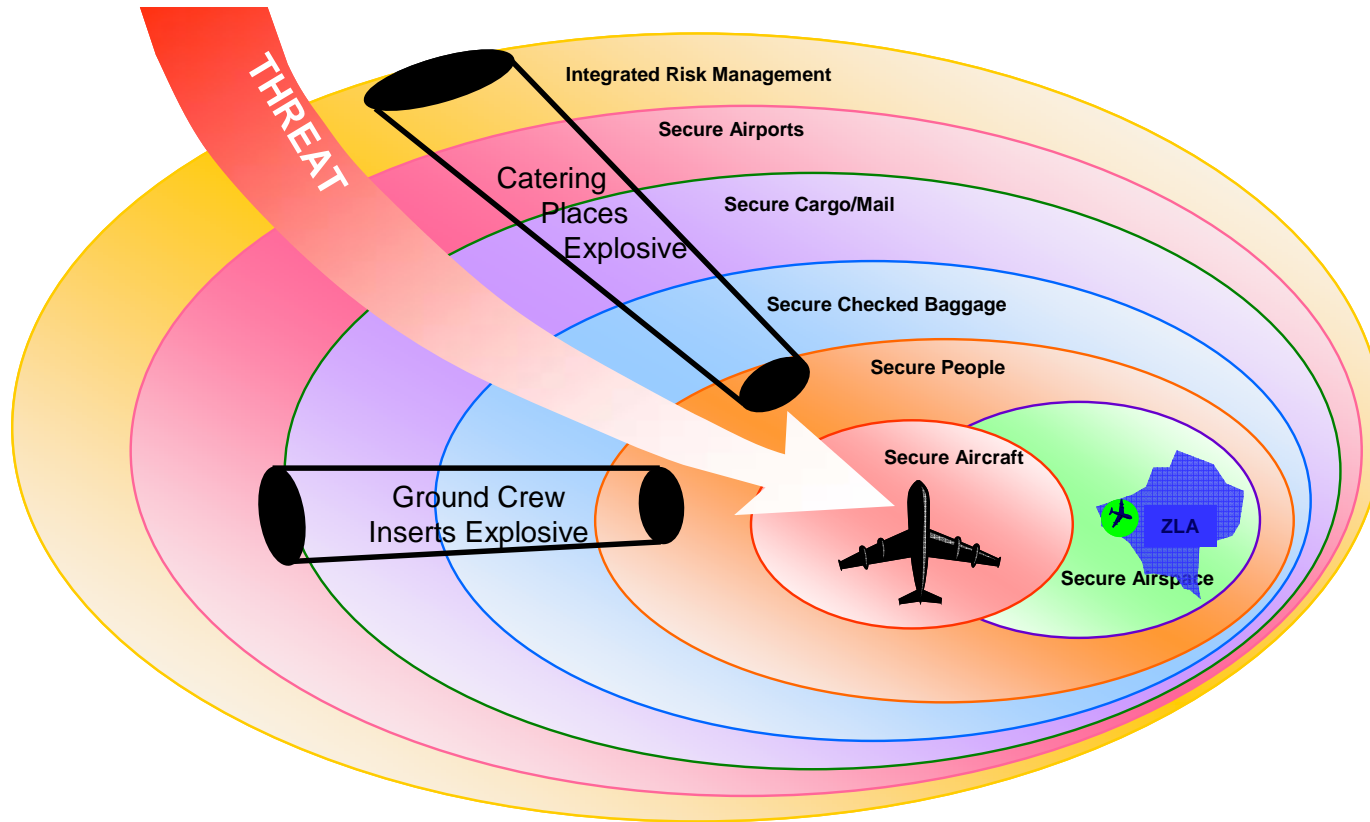 THREAT
Integrated Risk Management
Secure Airports
Catering
Places
Explosive
Secure Cargo/Mail
Secure Checked Baggage
Secure People
Secure Aircraft
Ground Crew
Inserts Explosive
ZLA
Secure Airspace